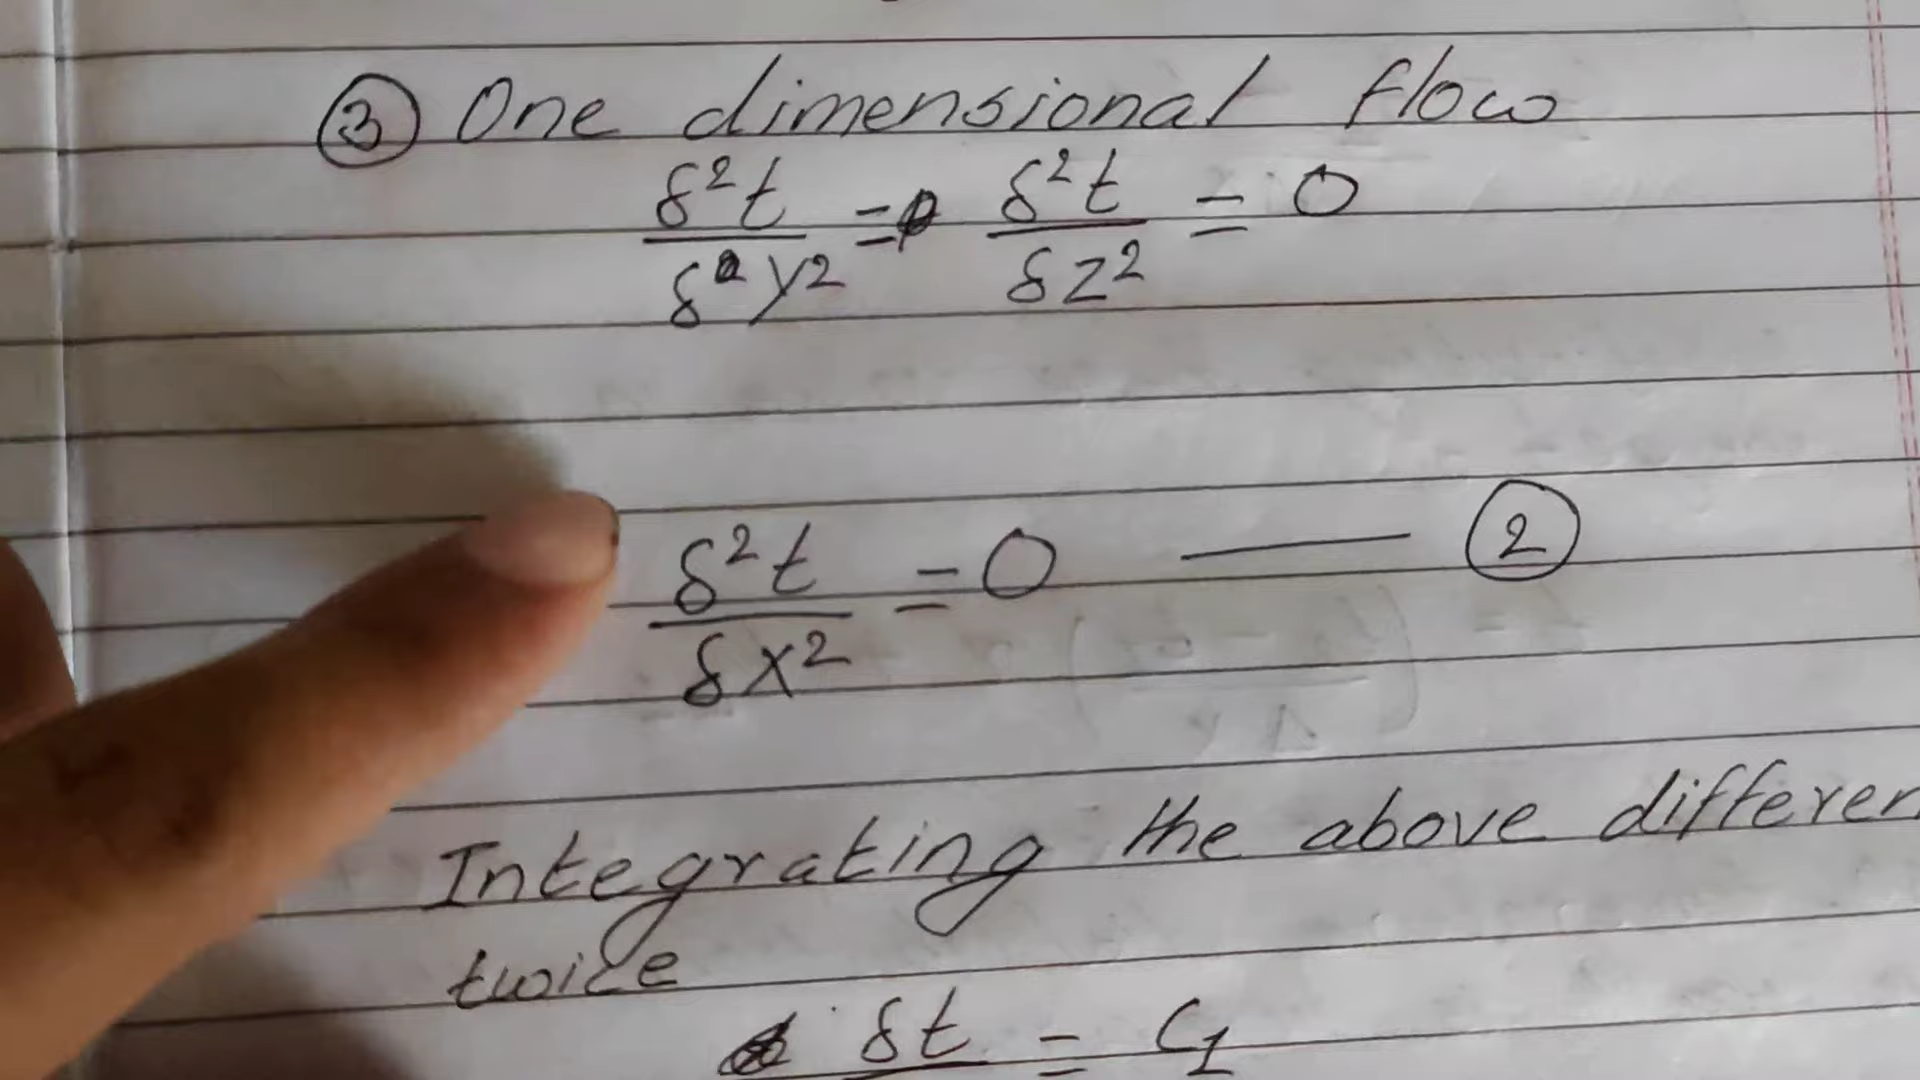 ③ One dimensional flow
δ²t/δy² = δ²t/δz² = 0
δ²t/δx² = 0 —— ②
Integrating the above differen
twice
δt = C₁